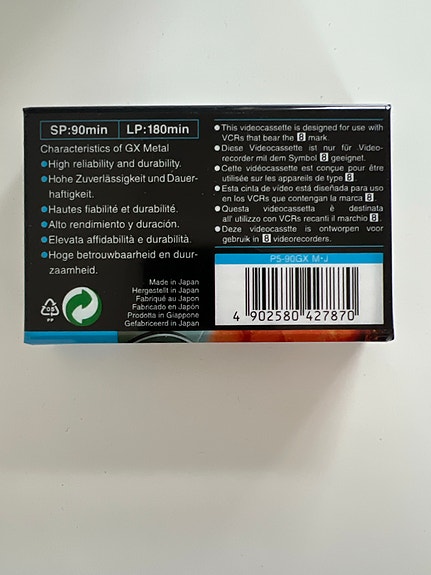 SP:90min LP:180min
Characteristics of GX Metal
●High reliability and durability.
●Hohe Zuverlässigkeit und Dauer-
haftigkeit.
●Hautes fiabilité et durabilité.
●Alto rendimiento y duración.
●Elevata affidabilità e durabilità.
●Hoge betrouwbaarheid en duur-
zaamheid.
Made in Japan
Hergestellt in Japan
Fabriqué au Japon
Fabricado en Japón
Prodotta in Giappone
Gefabriceerd in Japan
05
PP
●This videocassette is designed for use with
VCRs that bear the 8 mark.
●Diese Videocassette ist nur für Video-
recorder mit dem Symbol 8 geeignet.
●Cette vidéocassette est conçue pour être
utilisée sur les appareils de type 8.
●Esta cinta de vídeo está diseñada para uso
en los VCRs que contengan la marca 8.
●Questa videocassetta è destinata
all' utilizzo con VCRs recanti il marchio 8.
●Deze videocasstte is ontworpen voor
gebruik in 8 videorecorders.
P5-90GX M-J
4 902580 427870